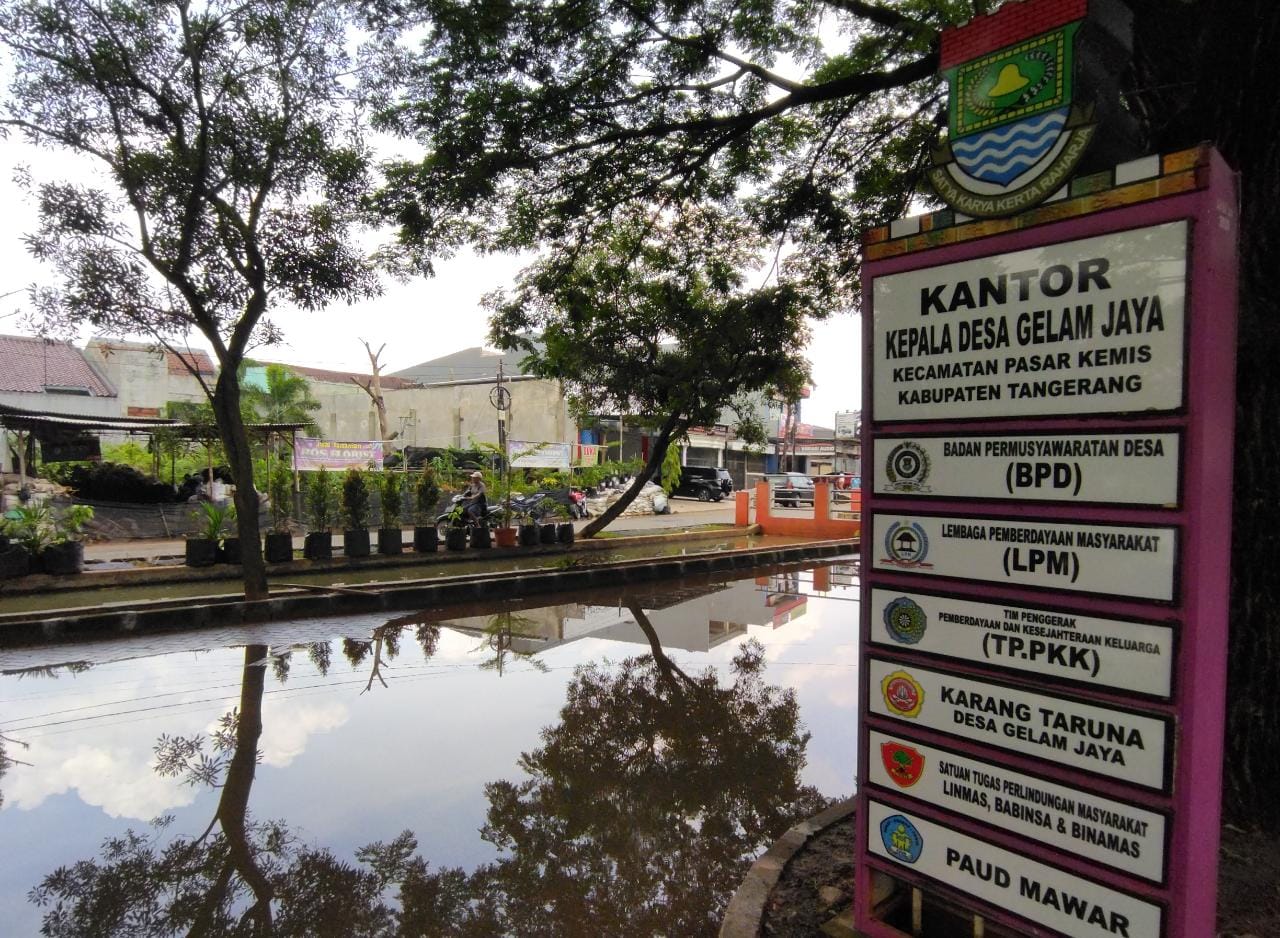 SATYA KARYA KERTA RAHARJA
KANTOR
KEPALA DESA GELAM JAYA
KECAMATAN PASAR KEMIS
KABUPATEN TANGERANG
BADAN PERMUSYAWARATAN DESA
(BPD)
LEMBAGA PEMBERDAYAAN MASYARAKAT
(LPM)
TIM PENGGERAK
PEMBERDAYAAN DAN KESEJAHTERAAN KELUARGA
(TP.PKK)
KARANG TARUNA
DESA GELAM JAYA
SATUAN TUGAS PERLINDUNGAN MASYARAKAT
LINMAS, BABINSA & BINAMAS
PAUD MAWAR